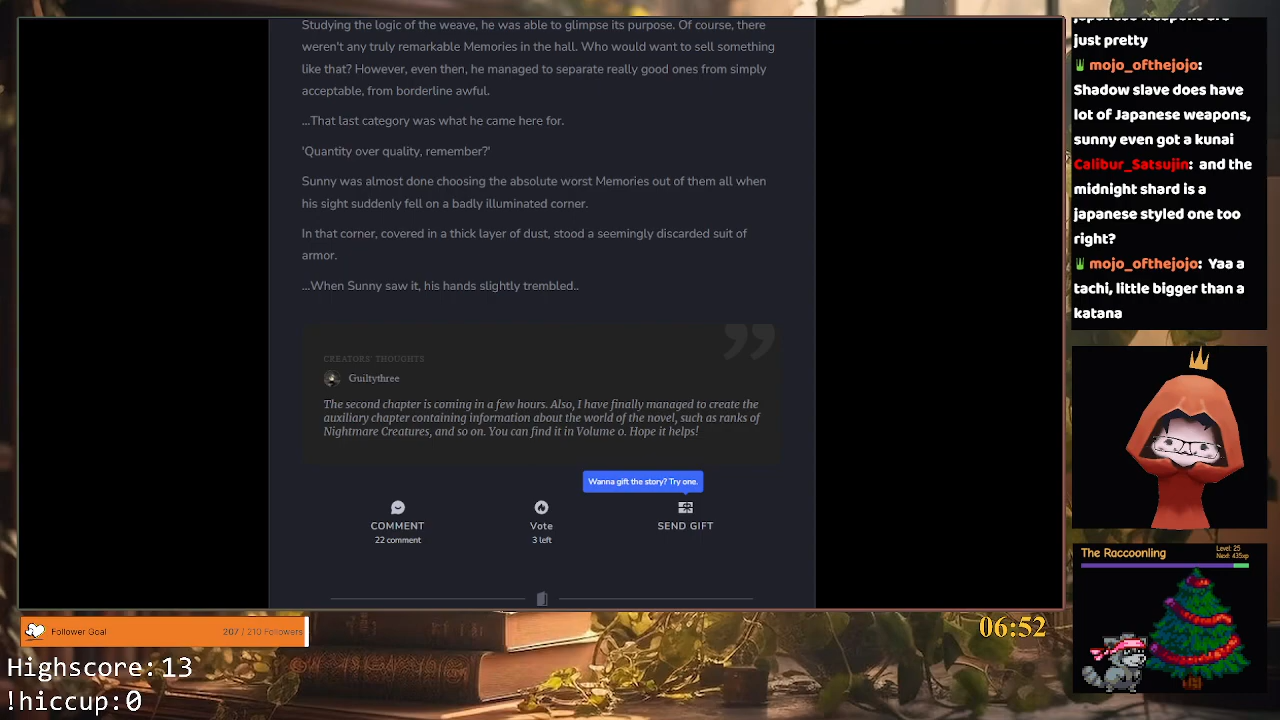 Studying the logic of the weave, he was able to glimpse its purpose. Of course, there
weren't any truly remarkable Memories in the hall. Who would want to sell something
like that? However, even then, he managed to separate really good ones from simply
acceptable, from borderline awful.
...That last category was what he came here for.
'Quantity over quality, remember?'
Sunny was almost done choosing the absolute worst Memories out of them all when
his sight suddenly fell on a badly illuminated corner.
In that corner, covered in a thick layer of dust, stood a seemingly discarded suit of
armor.
...When Sunny saw it, his hands slightly trembled..
CREATORS' THOUGHTS
Guiltythree
The second chapter is coming in a few hours. Also, I have finally managed to create the
auxiliary chapter containing information about the world of the novel, such as ranks of
Nightmare Creatures, and so on. You can find it in Volume 0. Hope it helps!
Wanna gift the story? Try one.
COMMENT
22 comment
Vote
3 left
SEND GIFT
just pretty
mojo_ofthejojo:
Shadow slave does have
lot of Japanese weapons,
sunny even got a kunai
Calibur_Satsujin: and the
midnight shard is a
japanese styled one too
right?
mojo_ofthejojo: Yaa a
tachi, little bigger than a
katana
The Raccoonling
Level: 25
Next: 435xp
Follower Goal
207 / 210 Followers
06:52
Highscore:13
!hiccup:0